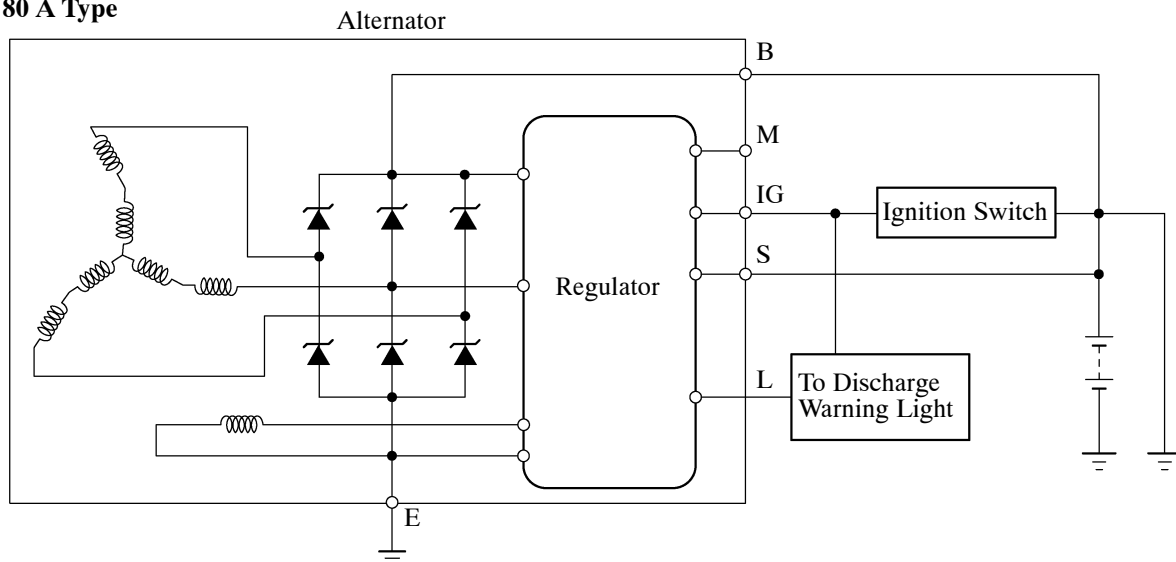 80 A Type
Alternator
B
M
IG
Ignition Switch
S
Regulator
L
To Discharge
Warning Light
E